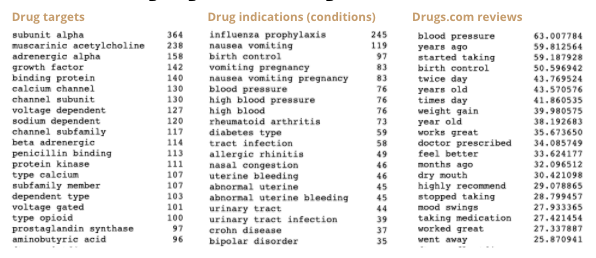 Drug targets
subunit alpha 364
muscarinic acetylcholine 238
adrenergic alpha 158
growth factor 142
binding protein 140
calcium channel 130
channel subunit 130
voltage dependent 127
sodium dependent 120
channel subfamily 117
beta adrenergic 114
penicillin binding 113
protein kinase 111
type calcium 107
subfamily member 107
dependent type 103
voltage gated 101
type opioid 100
prostaglandin synthase 97
aminobutyric acid 96
Drug indications (conditions)
influenza prophylaxis 245
nausea vomiting 119
birth control 97
vomiting pregnancy 83
nausea vomiting pregnancy 83
blood pressure 76
high blood pressure 76
high blood 76
rheumatoid arthritis 73
diabetes type 59
tract infection 58
allergic rhinitis 49
nasal congestion 46
uterine bleeding 46
abnormal uterine 45
abnormal uterine bleeding 45
urinary tract 44
urinary tract infection 39
crohn disease 37
bipolar disorder 35
Drugs.com reviews
blood pressure 63.007784
years ago 59.812564
started taking 59.187928
birth control 50.596942
twice day 43.769524
years old 43.570576
times day 41.860535
weight gain 39.980575
year old 38.192683
works great 35.673650
doctor prescribed 34.085749
feel better 33.624177
months ago 32.096512
dry mouth 30.421098
highly recommend 29.078865
stopped taking 28.799457
mood swings 27.933365
taking medication 27.421454
worked great 27.337887
went away 25.870941